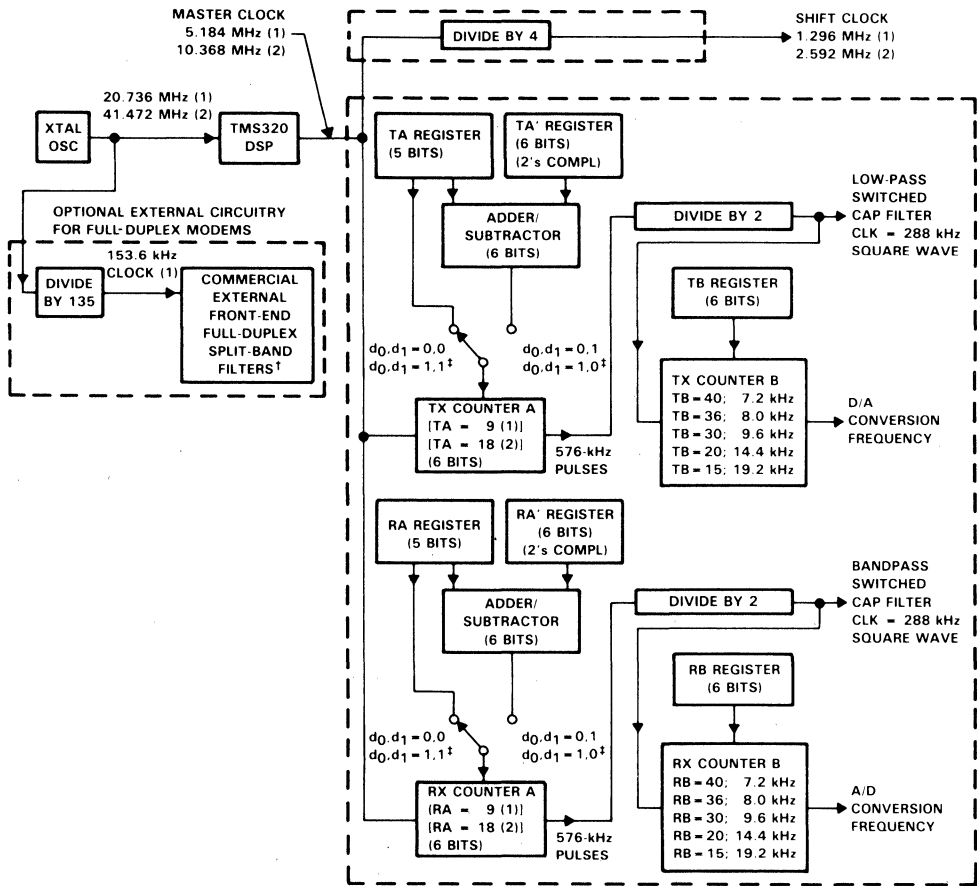 MASTER CLOCK
5.184 MHz (1)
10.368 MHz (2)
DIVIDE BY 4
SHIFT CLOCK
1.296 MHz (1)
2.592 MHz (2)
20.736 MHz (1)
41.472 MHz (2)
XTAL
OSC
TMS320
DSP
OPTIONAL EXTERNAL CIRCUITRY
FOR FULL-DUPLEX MODEMS
153.6 kHz
CLOCK (1)
DIVIDE
BY 135
COMMERCIAL
EXTERNAL
FRONT-END
FULL-DUPLEX
SPLIT-BAND
FILTERS†
TA REGISTER
(5 BITS)
TA' REGISTER
(6 BITS)
(2's COMPL)
ADDER/
SUBTRACTOR
(6 BITS)
d0,d1 = 0,0
d0,d1 = 1,1‡
d0,d1 = 0,1
d0,d1 = 1,0‡
TX COUNTER A
[TA = 9 (1)]
[TA = 18 (2)]
(6 BITS)
576-kHz
PULSES
DIVIDE BY 2
LOW-PASS
SWITCHED
CAP FILTER
CLK = 288 kHz
SQUARE WAVE
TB REGISTER
(6 BITS)
TX COUNTER B
TB = 40; 7.2 kHz
TB = 36; 8.0 kHz
TB = 30; 9.6 kHz
TB = 20; 14.4 kHz
TB = 15; 19.2 kHz
D/A
CONVERSION
FREQUENCY
RA REGISTER
(5 BITS)
RA' REGISTER
(6 BITS)
(2's COMPL)
ADDER/
SUBTRACTOR
(6 BITS)
d0,d1 = 0,0
d0,d1 = 1,1‡
d0,d1 = 0,1
d0,d1 = 1,0‡
RX COUNTER A
[RA = 9 (1)]
[RA = 18 (2)]
(6 BITS)
576-kHz
PULSES
DIVIDE BY 2
BANDPASS
SWITCHED
CAP FILTER
CLK = 288 kHz
SQUARE WAVE
RB REGISTER
(6 BITS)
RX COUNTER B
RB = 40; 7.2 kHz
RB = 36; 8.0 kHz
RB = 30; 9.6 kHz
RB = 20; 14.4 kHz
RB = 15; 19.2 kHz
A/D
CONVERSION
FREQUENCY